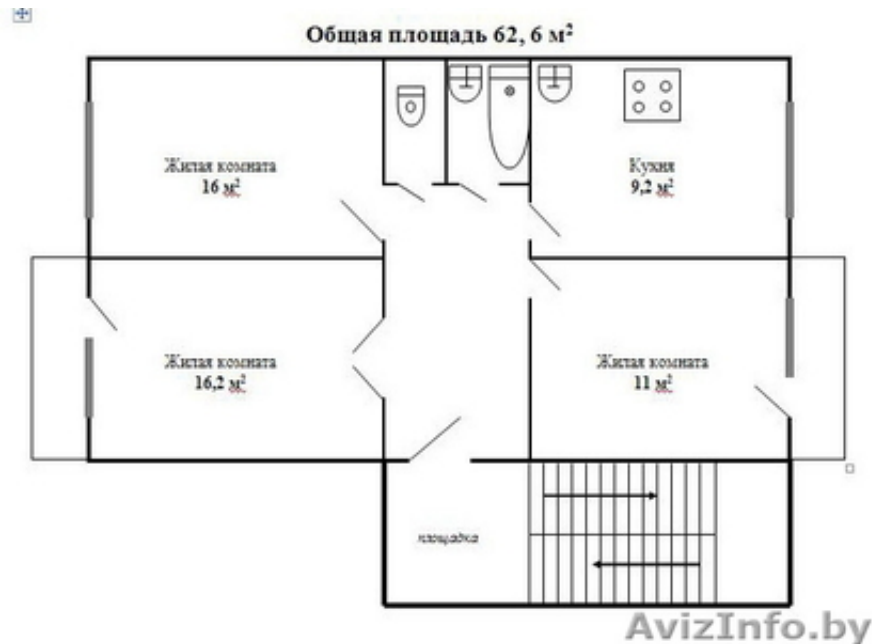 Общая площадь 62, 6 м²
Жилая комната
16 м²
Кухня
9,2 м²
Жилая комната
16,2 м²
Жилая комната
11 м²
площадка
AvizInfo.by